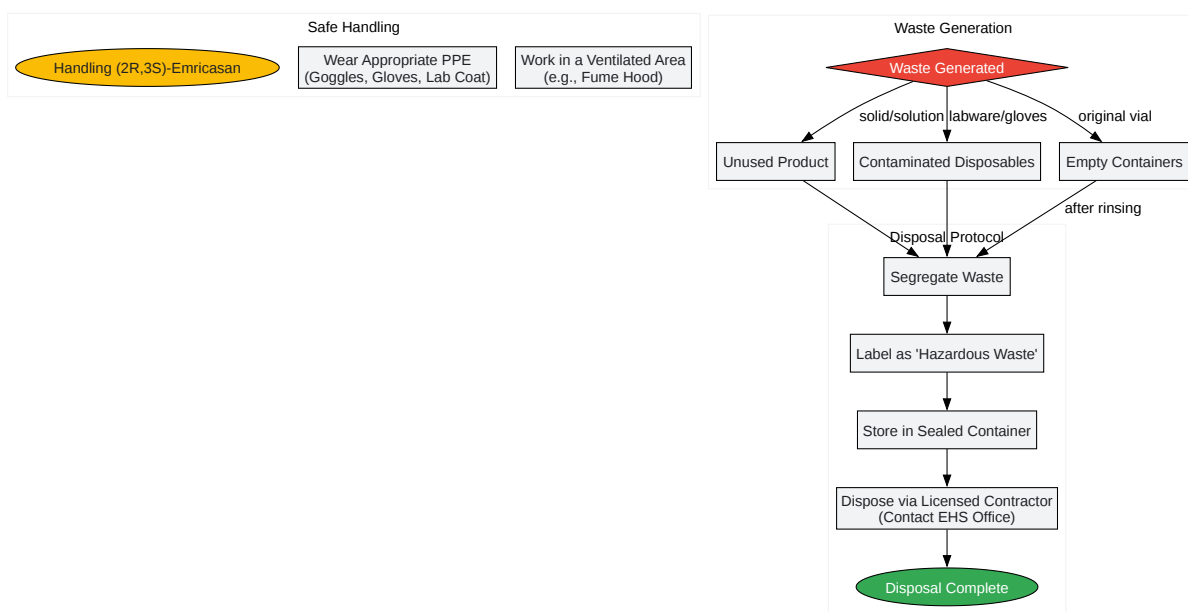 Safe Handling
Handling (2R,3S)-Emricasan
Wear Appropriate PPE
(Goggles, Gloves, Lab Coat)
Work in a Ventilated Area
(e.g., Fume Hood)
Waste Generation
Waste Generated
solid/solution
labware/gloves
original vial
Unused Product
Contaminated Disposables
Empty Containers
after rinsing
Disposal Protocol
Segregate Waste
Label as 'Hazardous Waste'
Store in Sealed Container
Dispose via Licensed Contractor
(Contact EHS Office)
Disposal Complete